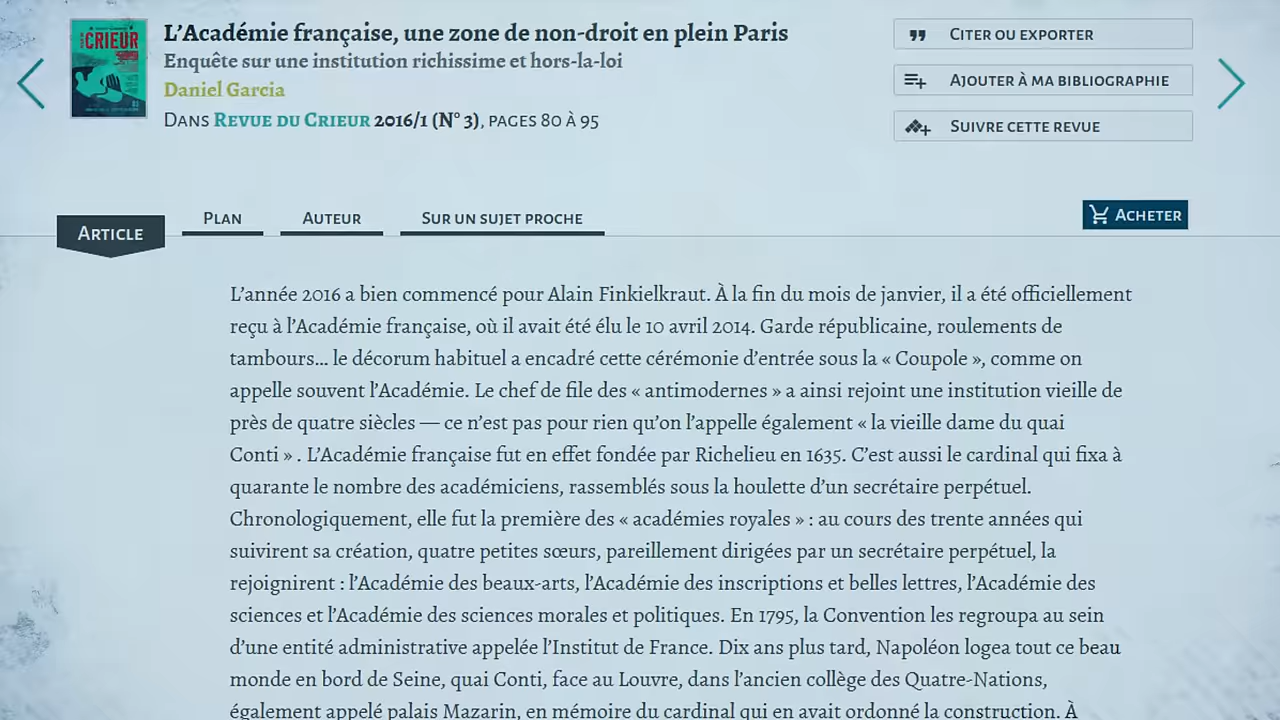 CRIEUR
L’Académie française, une zone de non-droit en plein Paris
Enquête sur une institution richissime et hors-la-loi
Daniel Garcia
Dans Revue du Crieur 2016/1 (N° 3), pages 80 à 95
Citer ou exporter
Ajouter à ma bibliographie
Suivre cette revue
Article
Plan
Auteur
Sur un sujet proche
Acheter
L’année 2016 a bien commencé pour Alain Finkielkraut. À la fin du mois de janvier, il a été officiellement
reçu à l’Académie française, où il avait été élu le 10 avril 2014. Garde républicaine, roulements de
tambours… le décorum habituel a encadré cette cérémonie d’entrée sous la « Coupole », comme on
appelle souvent l’Académie. Le chef de file des « antimodernes » a ainsi rejoint une institution vieille de
près de quatre siècles — ce n’est pas pour rien qu’on l’appelle également « la vieille dame du quai
Conti » . L’Académie française fut en effet fondée par Richelieu en 1635. C’est aussi le cardinal qui fixa à
quarante le nombre des académiciens, rassemblés sous la houlette d’un secrétaire perpétuel.
Chronologiquement, elle fut la première des « académies royales » : au cours des trente années qui
suivirent sa création, quatre petites sœurs, pareillement dirigées par un secrétaire perpétuel, la
rejoignirent : l’Académie des beaux-arts, l’Académie des inscriptions et belles lettres, l’Académie des
sciences et l’Académie des sciences morales et politiques. En 1795, la Convention les regroupa au sein
d’une entité administrative appelée l’Institut de France. Dix ans plus tard, Napoléon logea tout ce beau
monde en bord de Seine, quai Conti, face au Louvre, dans l’ancien collège des Quatre-Nations,
également appelé palais Mazarin, en mémoire du cardinal qui en avait ordonné la construction. À